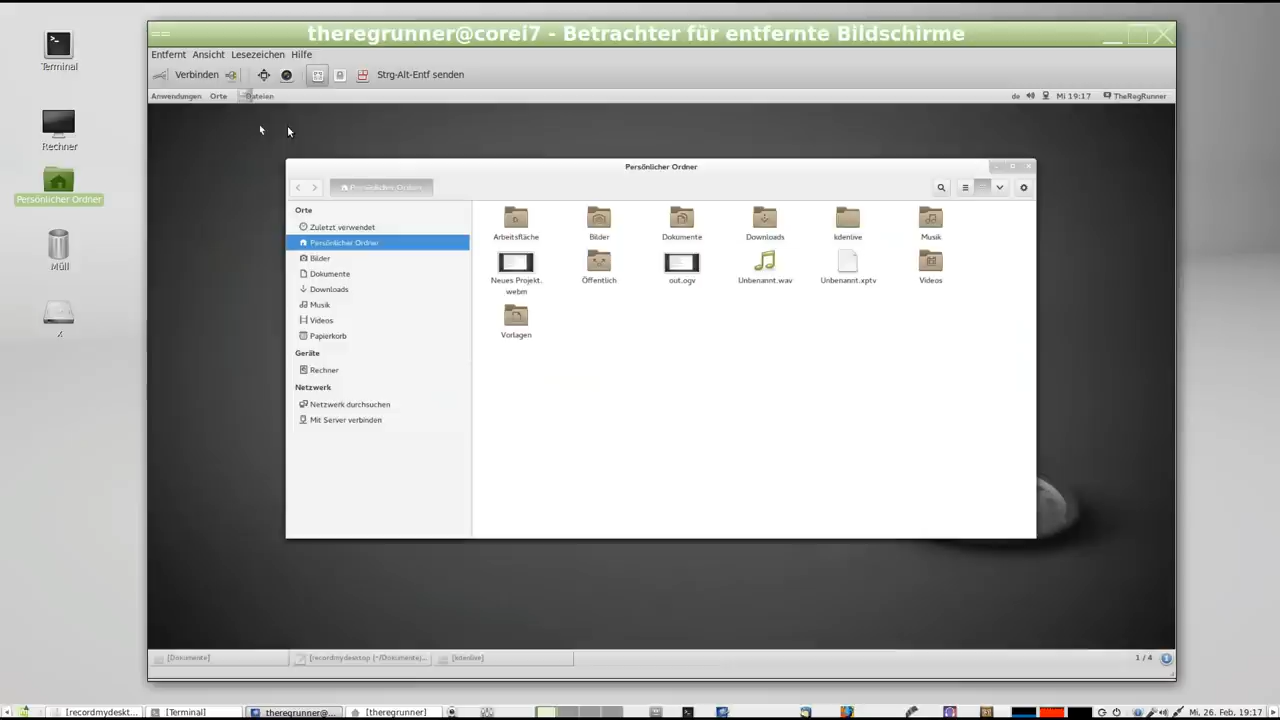 Terminal
Rechner
Persönlicher Ordner
Müll
theregrunner@corei7 - Betrachter für entfernte Bildschirme
Entfernt Ansicht Lesezeichen Hilfe
Verbinden Strg-Alt-Entf senden
Anwendungen Orte Dateien de Mi 19:17 TheRegRunner
Persönlicher Ordner
Persönlicher Ordner
Orte
Zuletzt verwendet
Persönlicher Ordner
Bilder
Dokumente
Downloads
Musik
Videos
Papierkorb
Geräte
Rechner
Netzwerk
Netzwerk durchsuchen
Mit Server verbinden
Arbeitsfläche Bilder Dokumente Downloads kdenlive Musik
Neues Projekt.webm Öffentlich out.ogv Unbenannt.wav Unbenannt.xptv Videos
Vorlagen
[Dokumente] [recordmydesktop (~/Dokumente)... [kdenlive] 1 / 4
[recordmydeskt... [Terminal] theregrunner@... [theregrunner] Mi, 26. Feb, 19:17